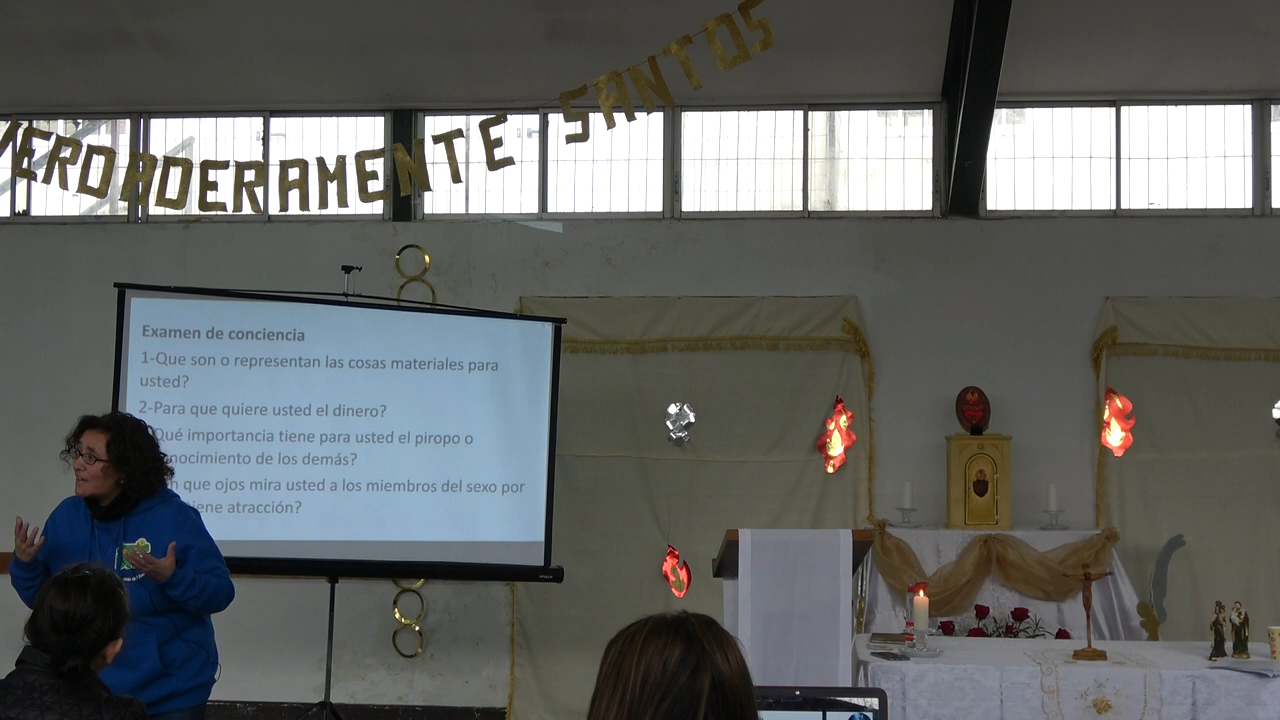 VERDADERAMENTE SANTOS
Examen de conciencia
1-Que son o representan las cosas materiales para
usted?
2-Para que quiere usted el dinero?
Qué importancia tiene para usted el piropo o
nocimiento de los demás?
que ojos mira usted a los miembros del sexo por
iene atracción?